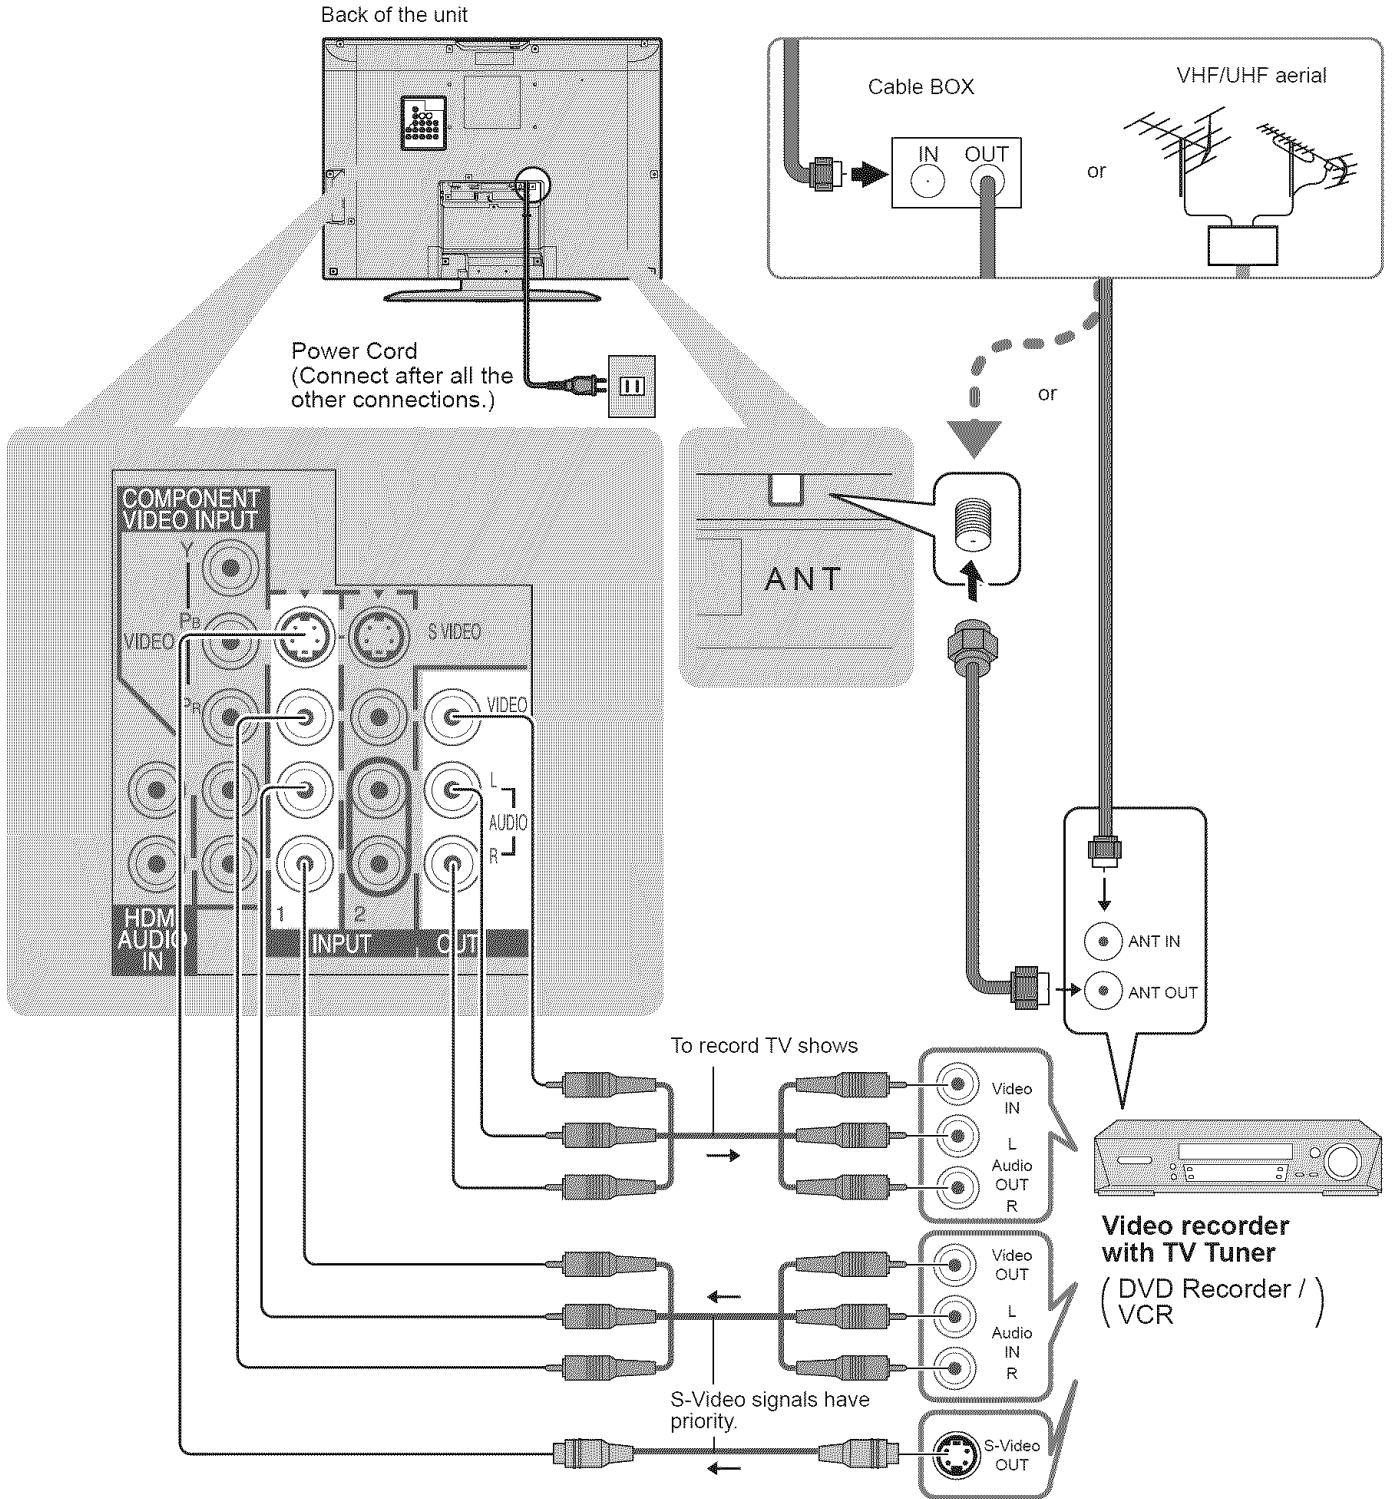 Back of the unit
Cable BOX
VHF/UHF aerial
IN OUT
or
Power Cord
(Connect after all the
other connections.)
or
COMPONENT
VIDEO INPUT
Y
PB
VIDEO
PR
S VIDEO
VIDEO
L
AUDIO
R
1
2
HDMI
AUDIO
IN
INPUT
OUT
ANT
ANT IN
ANT OUT
To record TV shows
Video
IN
L
Audio
OUT
R
Video recorder
with TV Tuner
( DVD Recorder /
VCR )
Video
OUT
L
Audio
IN
R
S-Video signals have
priority.
S-Video
OUT